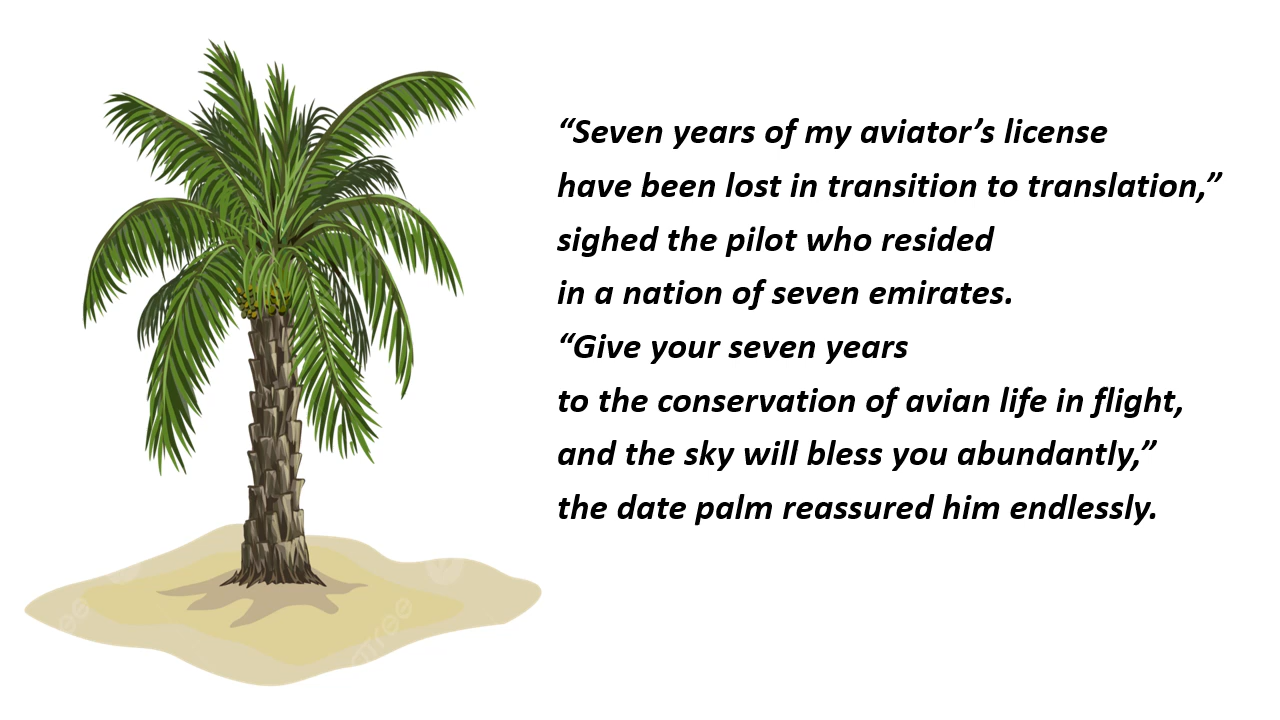 “Seven years of my aviator’s license
have been lost in transition to translation,”
sighed the pilot who resided
in a nation of seven emirates.
“Give your seven years
to the conservation of avian life in flight,
and the sky will bless you abundantly,”
the date palm reassured him endlessly.